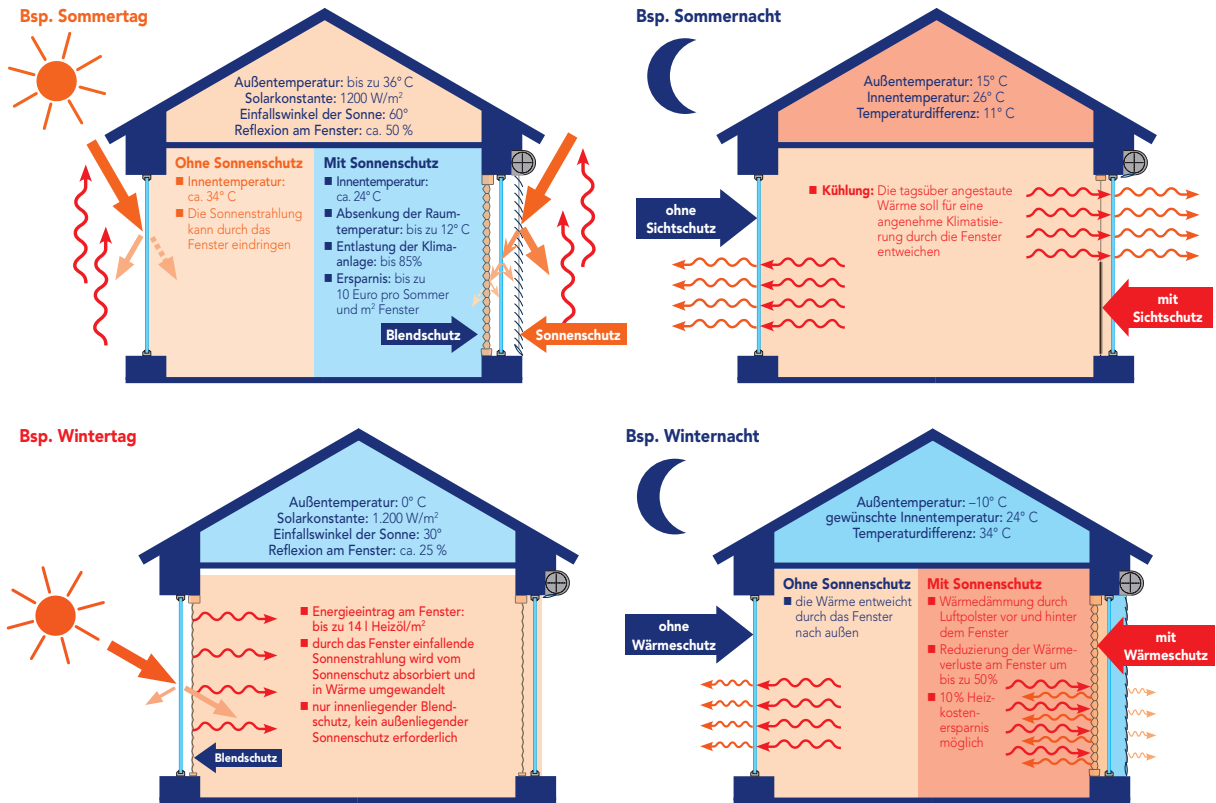 Bsp. Sommertag
Außentemperatur: bis zu 36° C
Solarkonstante: 1200 W/m²
Einfallswinkel der Sonne: 60°
Reflexion am Fenster: ca. 50 %
Ohne Sonnenschutz
■ Innentemperatur:
ca. 34° C
■ Die Sonnenstrahlung
kann durch das
Fenster eindringen
Mit Sonnenschutz
■ Innentemperatur:
ca. 24° C
■ Absenkung der Raum-
temperatur: bis zu 12° C
■ Entlastung der Klima-
anlage: bis 85%
■ Ersparnis: bis zu
10 Euro pro Sommer
und m² Fenster
Blendschutz
Sonnenschutz
Bsp. Sommernacht
Außentemperatur: 15° C
Innentemperatur: 26° C
Temperaturdifferenz: 11° C
ohne
Sichtschutz
■ Kühlung: Die tagsüber angestaute
Wärme soll für eine
angenehme Klimatisie-
rung durch die Fenster
entweichen
mit
Sichtschutz
Bsp. Wintertag
Außentemperatur: 0° C
Solarkonstante: 1.200 W/m²
Einfallswinkel der Sonne: 30°
Reflexion am Fenster: ca. 25 %
■ Energieeintrag am Fenster:
bis zu 14 l Heizöl/m²
■ durch das Fenster einfallende
Sonnenstrahlung wird vom
Sonnenschutz absorbiert und
in Wärme umgewandelt
■ nur innenliegender Blend-
schutz, kein außenliegender
Sonnenschutz erforderlich
Blendschutz
Bsp. Winternacht
Außentemperatur: –10° C
gewünschte Innentemperatur: 24° C
Temperaturdifferenz: 34° C
ohne
Wärmeschutz
Ohne Sonnenschutz
■ die Wärme entweicht
durch das Fenster
nach außen
Mit Sonnenschutz
■ Wärmedämmung durch
Luftpolster vor und hinter
dem Fenster
■ Reduzierung der Wärme-
verluste am Fenster um
bis zu 50%
■ 10% Heiz-
kosten-
ersparnis
möglich
mit
Wärmeschutz